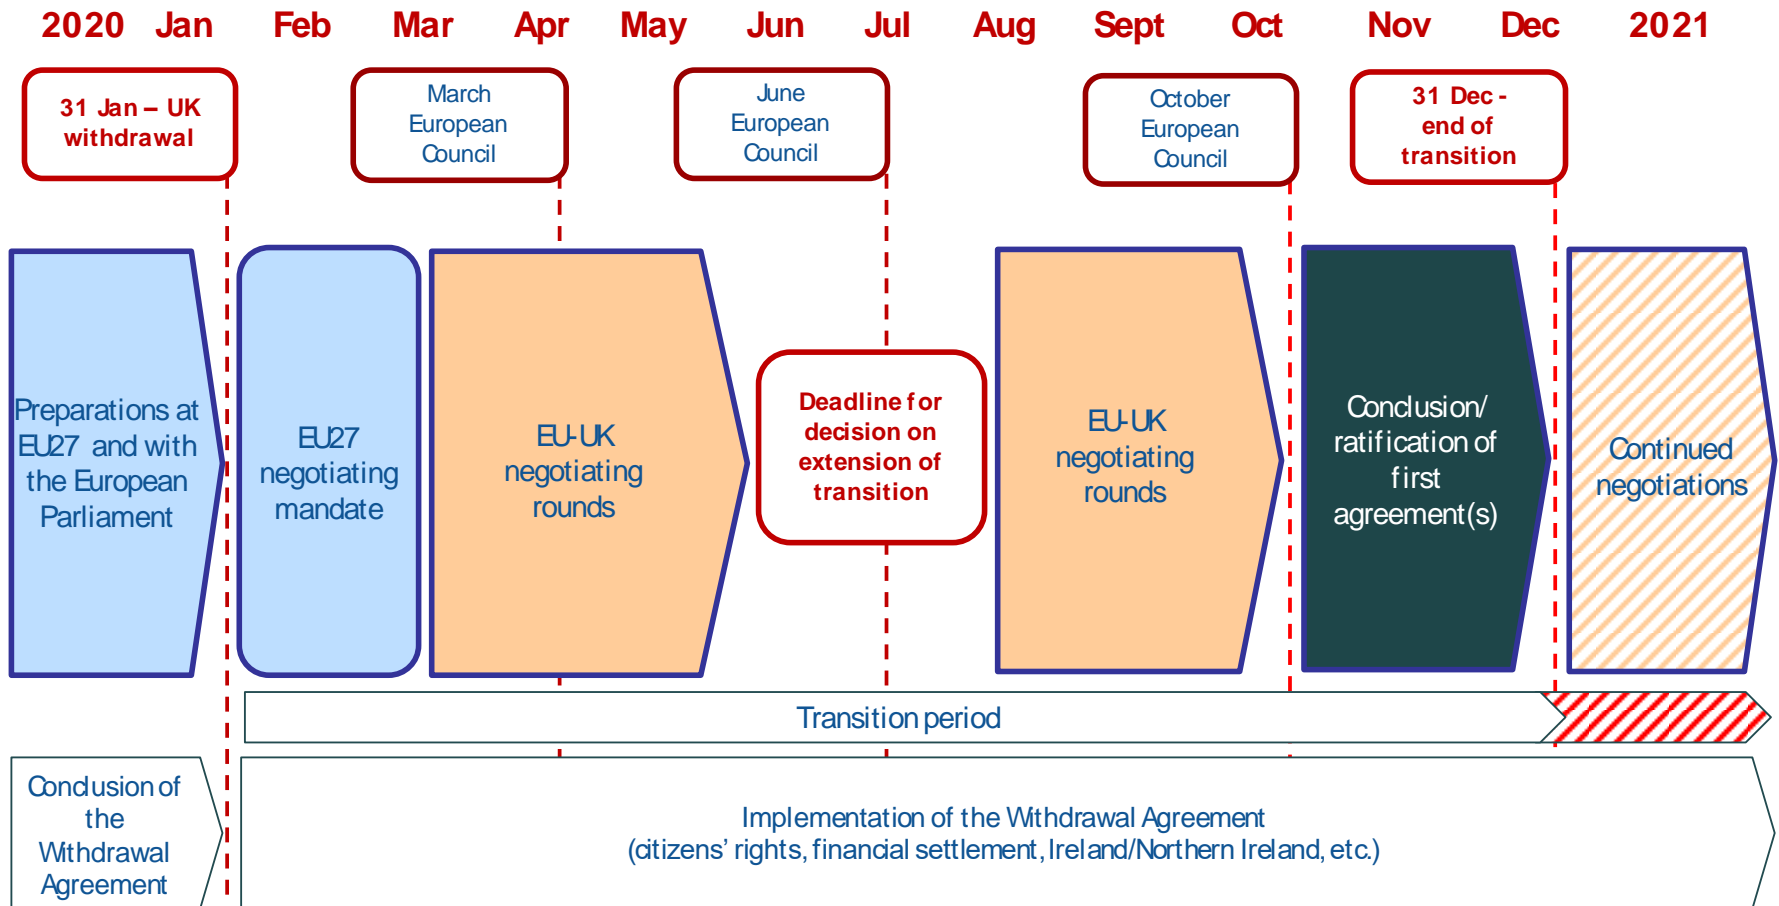 2020 Jan Feb Mar Apr May Jun Jul Aug Sept Oct Nov Dec 2021
31 Jan – UK
withdrawal
March
European
Council
June
European
Council
October
European
Council
31 Dec -
end of
transition
Preparations at
EU27 and with
the European
Parliament
EU27
negotiating
mandate
EU-UK
negotiating
rounds
Deadline for
decision on
extension of
transition
EU-UK
negotiating
rounds
Conclusion/
ratification of
first
agreement(s)
Continued
negotiations
Transition period
Conclusion of
the
Withdrawal
Agreement
Implementation of the Withdrawal Agreement
(citizens’ rights, financial settlement, Ireland/Northern Ireland, etc.)